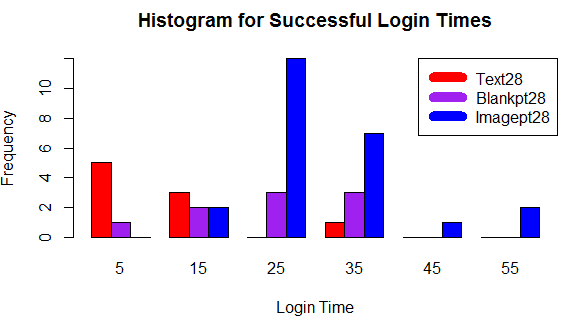 Histogram for Successful Login Times
Text28
Blankpt28
Imagept28
Frequency
10
8
6
4
2
0
5 15 25 35 45 55
Login Time